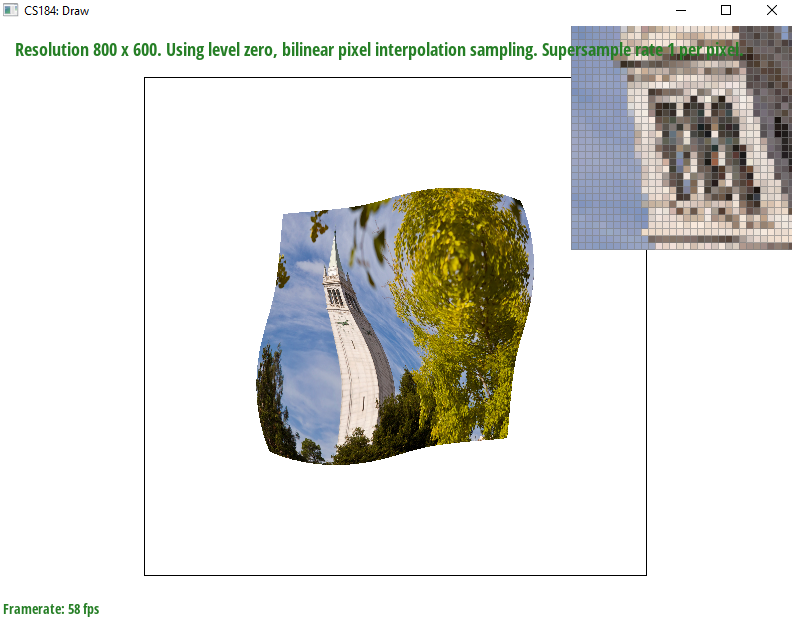 CS184: Draw
Resolution 800 x 600. Using level zero, bilinear pixel interpolation sampling. Supersample rate 1 per pixel.
Framerate: 58 fps